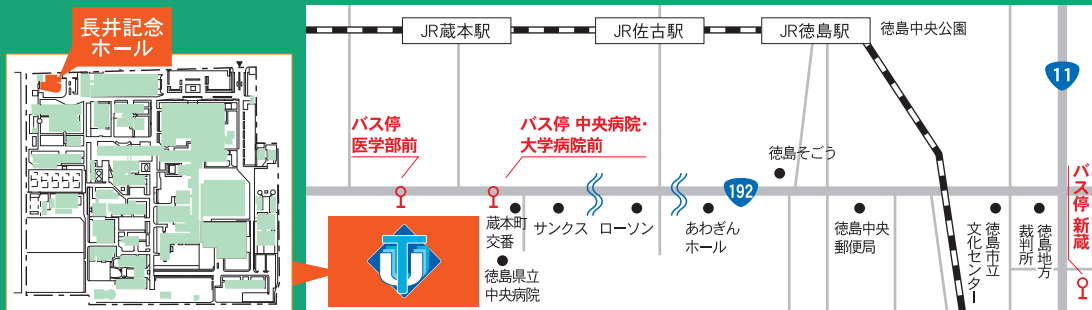 長井記念
ホール
JR蔵本駅
JR佐古駅
JR徳島駅
徳島中央公園
11
バス停
医学部前
バス停 中央病院・
大学病院前
徳島そごう
192
バス停 新蔵
蔵本町
交番
サンクス
ローソン
あわぎん
ホール
徳島中央
郵便局
徳島市立
文化センター
徳島地方
裁判所
徳島県立
中央病院